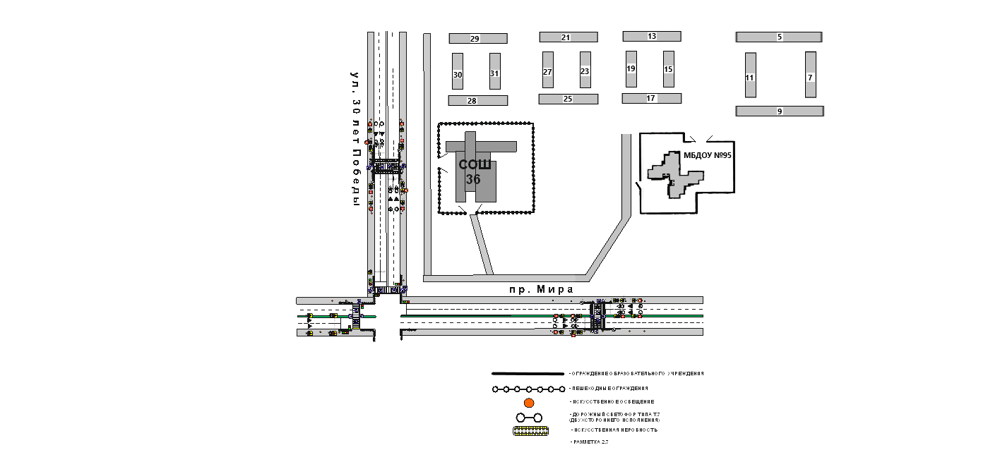 29
21
13
5
30
31
27
23
19
15
11
7
28
25
17
9
ул. 30 лет Победы
СОШ
36
МБДОУ №95
пр. Мира
- ОГРАЖДЕНИЕ ОБРАЗОВАТЕЛЬНОГО УЧРЕЖДЕНИЯ
- ПЕШЕХОДНЫЕ ОГРАЖДЕНИЯ
- ИСКУССТВЕННОЕ ОСВЕЩЕНИЕ
- ДОРОЖНЫЙ СВЕТОФОР ТИПА Т.7
(ДВУХСТОРОННЕГО ИСПОЛНЕНИЯ)
- ИСКУССТВЕННАЯ НЕРОВНОСТЬ
- РАЗМЕТКА 2.7